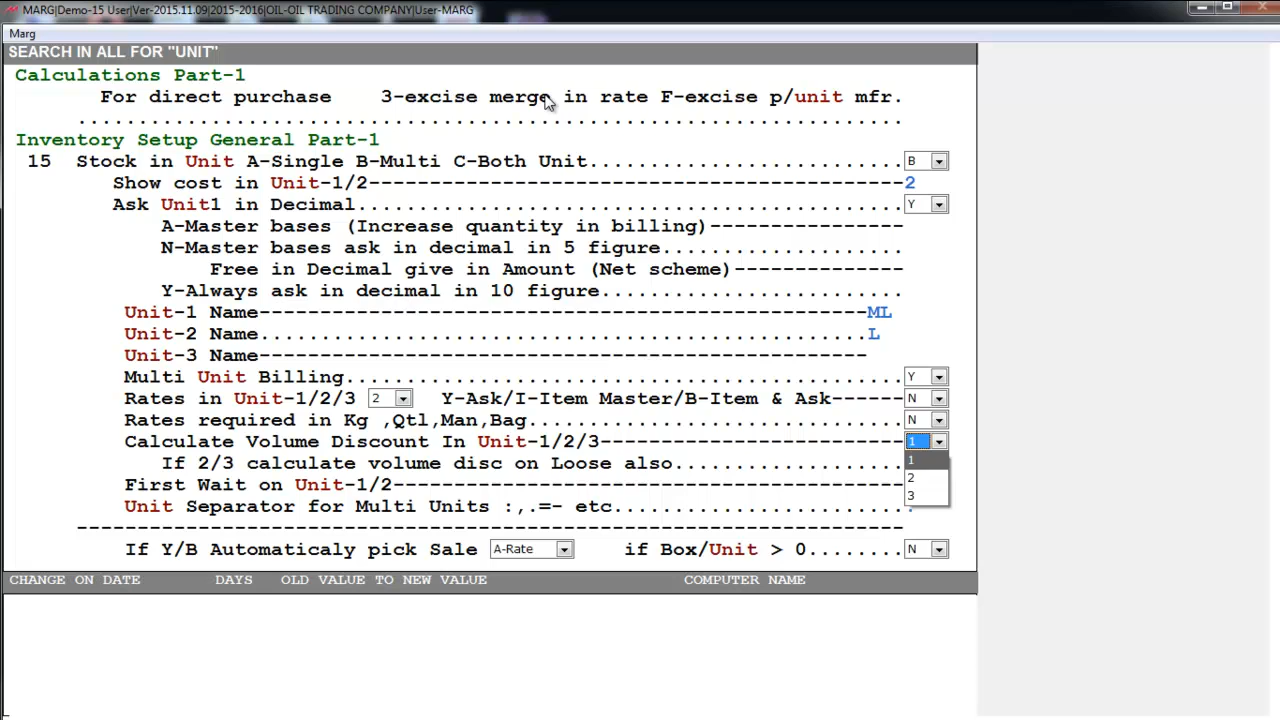 MARG|Demo-15 User|Ver-2015.11.09|2015-2016|OIL-OIL TRADING COMPANY|User-MARG
Marg
SEARCH IN ALL FOR "UNIT"
Calculations Part-1
For direct purchase 3-excise merge in rate F-excise p/unit mfr.
....................................................................
Inventory Setup General Part-1
15 Stock in Unit A-Single B-Multi C-Both Unit.......................... B
Show cost in Unit-1/2--------------------------------------------2
Ask Unit1 in Decimal............................................. Y
A-Master bases (Increase quantity in billing)----------------
N-Master bases ask in decimal in 5 figure....................
Free in Decimal give in Amount (Net scheme)--------------
Y-Always ask in decimal in 10 figure.........................
Unit-1 Name--------------------------------------------------ML
Unit-2 Name..................................................L
Unit-3 Name--------------------------------------------------
Multi Unit Billing.............................................. Y
Rates in Unit-1/2/3 2 Y-Ask/I-Item Master/B-Item & Ask------ N
Rates required in Kg ,Qtl,Man,Bag............................... N
Calculate Volume Discount In Unit-1/2/3------------------------- 1
1
If 2/3 calculate volume disc on Loose also...................
2
First Wait on Unit-1/2------------------------------------------
3
Unit Separator for Multi Units :,.=- etc........................
--------------------------------------------------------------------
If Y/B Automaticaly pick Sale A-Rate if Box/Unit > 0........ N
CHANGE ON DATE DAYS OLD VALUE TO NEW VALUE COMPUTER NAME